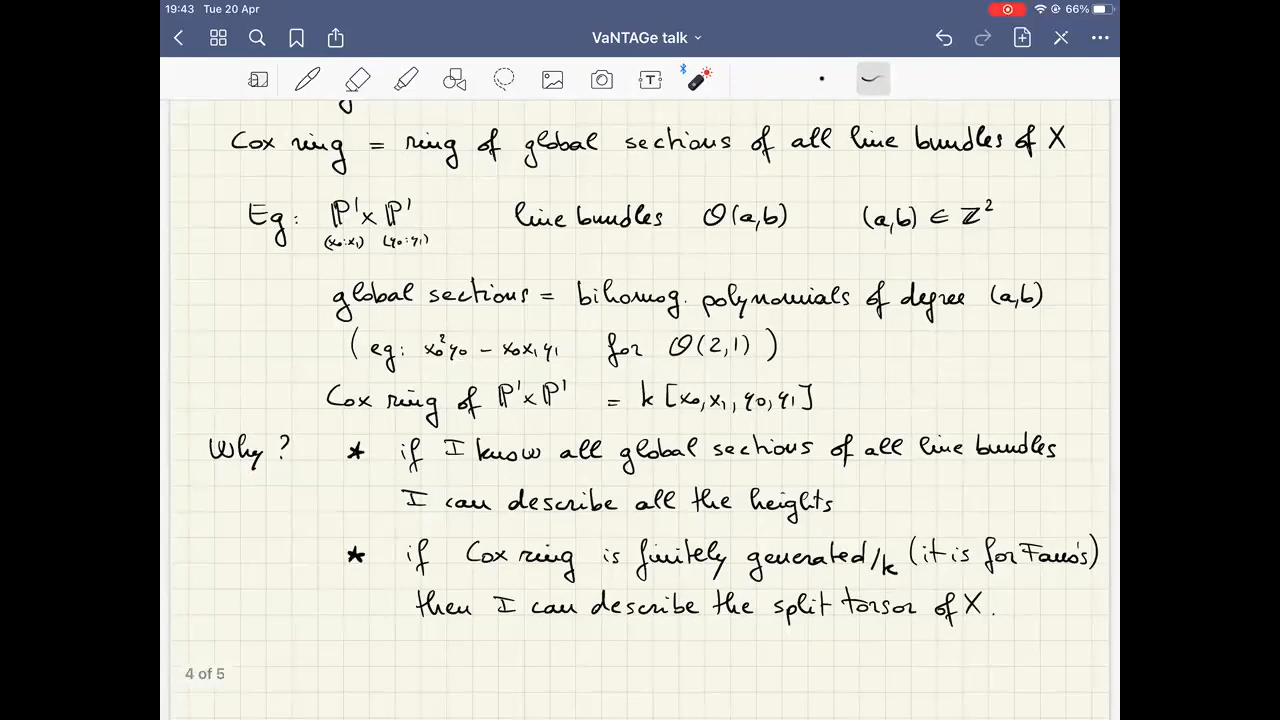 19:43 Tue 20 Apr 66%
VaNTAGe talk
Cox ring = ring of global sections of all line bundles of X
Eg: ℙ¹ × ℙ¹ line bundles O(a,b) (a,b) ∈ ℤ²
(x₀:x₁) (y₀:y₁)
global sections = bihomog. polynomials of degree (a,b)
(eg: x₀²y₀ - x₀x₁y₁ for O(2,1))
Cox ring of ℙ¹×ℙ¹ = k[x₀,x₁,y₀,y₁]
Why? ★ if I know all global sections of all line bundles
I can describe all the heights
★ if Cox ring is finitely generated/k (it is for Fano's)
then I can describe the split torsor of X.
4 of 5